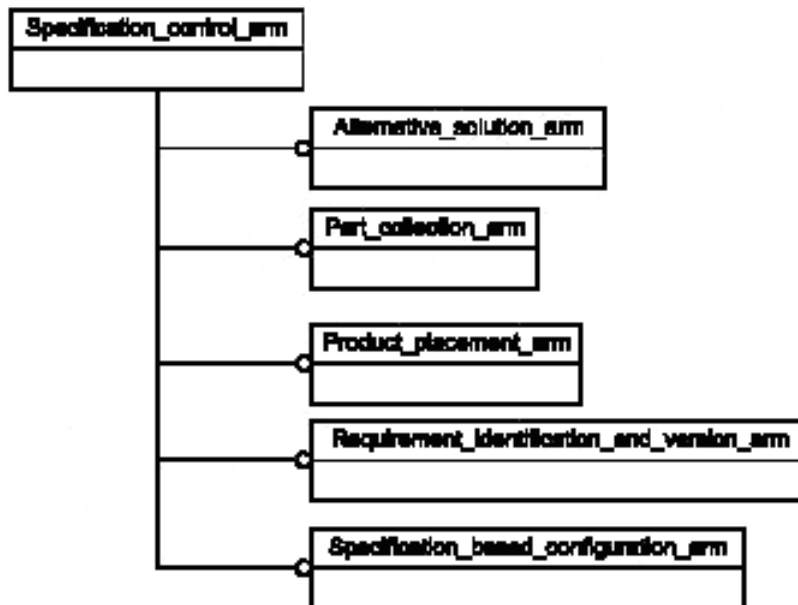 Specification_control_arm
Alternative_solution_arm
Part_collection_arm
Product_placement_arm
Requirement_identification_and_version_arm
Specification_based_configuration_arm